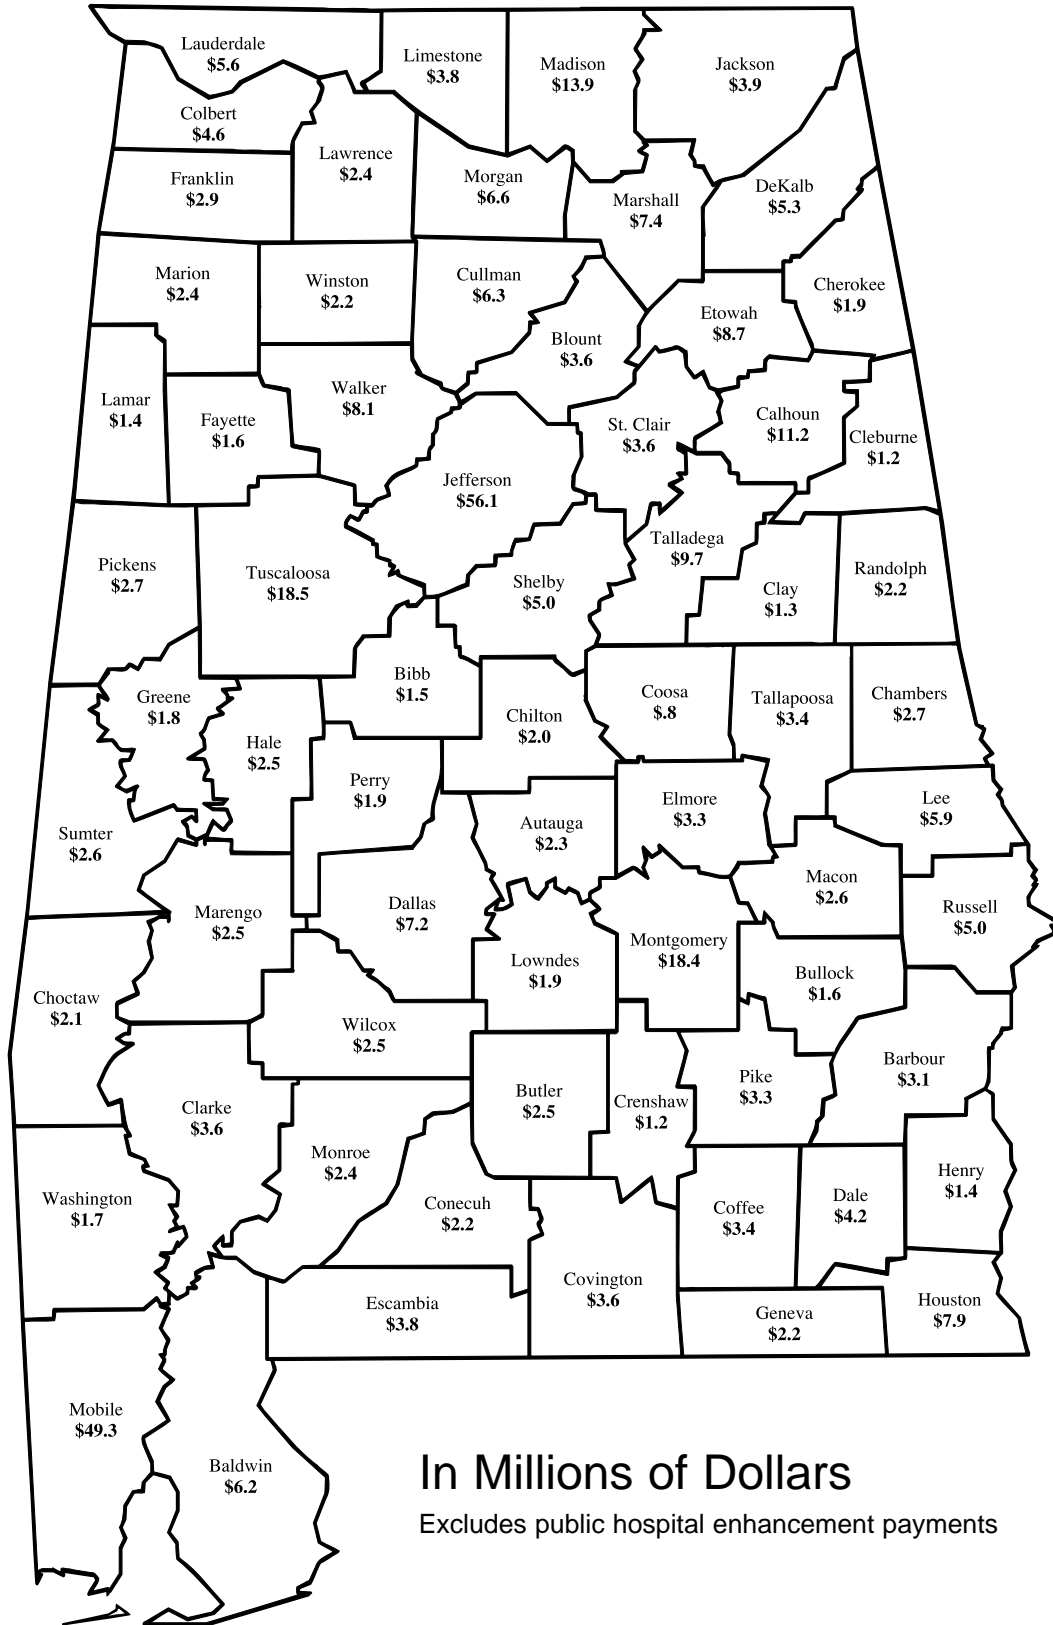 Lauderdale
$5.6
Limestone
$3.8
Madison
$13.9
Jackson
$3.9
Colbert
$4.6
Lawrence
$2.4
Franklin
$2.9
Morgan
$6.6
Marshall
$7.4
DeKalb
$5.3
Marion
$2.4
Winston
$2.2
Cullman
$6.3
Cherokee
$1.9
Etowah
$8.7
Blount
$3.6
Walker
$8.1
Lamar
$1.4
Fayette
$1.6
St. Clair
$3.6
Calhoun
$11.2
Cleburne
$1.2
Jefferson
$56.1
Talladega
$9.7
Pickens
$2.7
Tuscaloosa
$18.5
Shelby
$5.0
Clay
$1.3
Randolph
$2.2
Bibb
$1.5
Greene
$1.8
Coosa
$.8
Tallapoosa
$3.4
Chambers
$2.7
Chilton
$2.0
Hale
$2.5
Perry
$1.9
Elmore
$3.3
Lee
$5.9
Autauga
$2.3
Sumter
$2.6
Macon
$2.6
Dallas
$7.2
Marengo
$2.5
Russell
$5.0
Montgomery
$18.4
Lowndes
$1.9
Bullock
$1.6
Choctaw
$2.1
Wilcox
$2.5
Barbour
$3.1
Pike
$3.3
Butler
$2.5
Crenshaw
$1.2
Clarke
$3.6
Monroe
$2.4
Henry
$1.4
Washington
$1.7
Conecuh
$2.2
Coffee
$3.4
Dale
$4.2
Covington
$3.6
Escambia
$3.8
Geneva
$2.2
Houston
$7.9
Mobile
$49.3
Baldwin
$6.2
In Millions of Dollars
Excludes public hospital enhancement payments